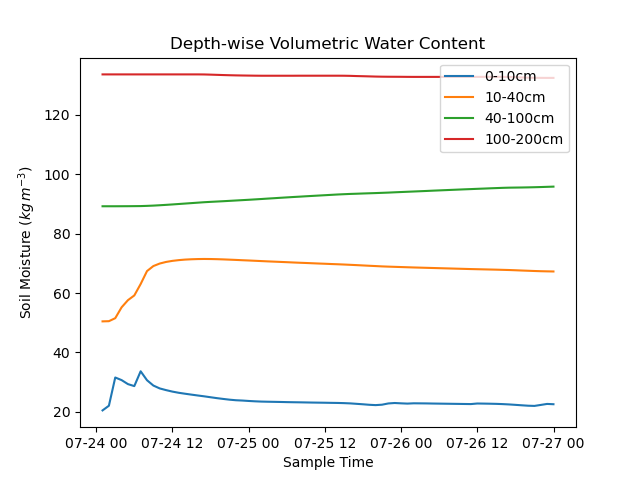 Depth-wise Volumetric Water Content
0-10cm
10-40cm
40-100cm
100-200cm
120
100
80
60
40
20
Soil Moisture (kg m⁻³)
07-24 00 07-24 12 07-25 00 07-25 12 07-26 00 07-26 12 07-27 00
Sample Time